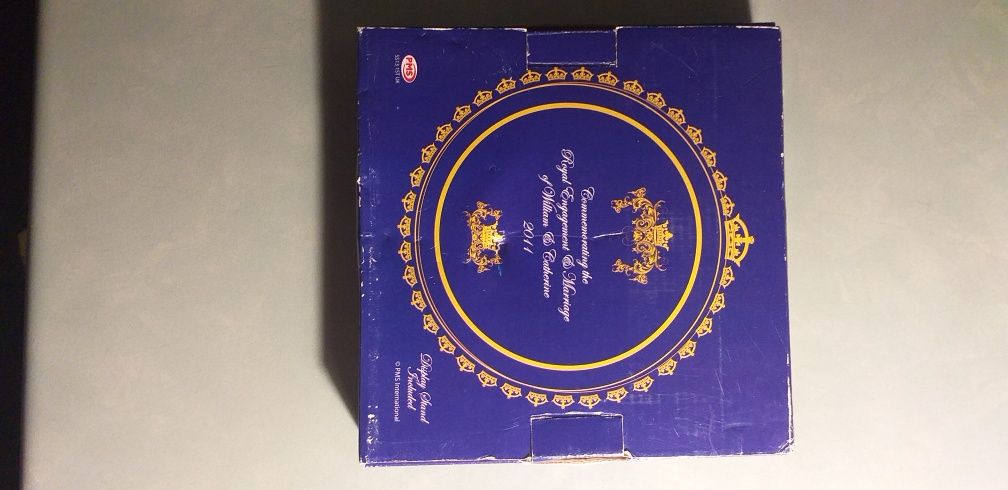 Commemorating the
Royal Engagement & Marriage
of William & Catherine
2011
PMS
Display Stand
Included
© PMS International